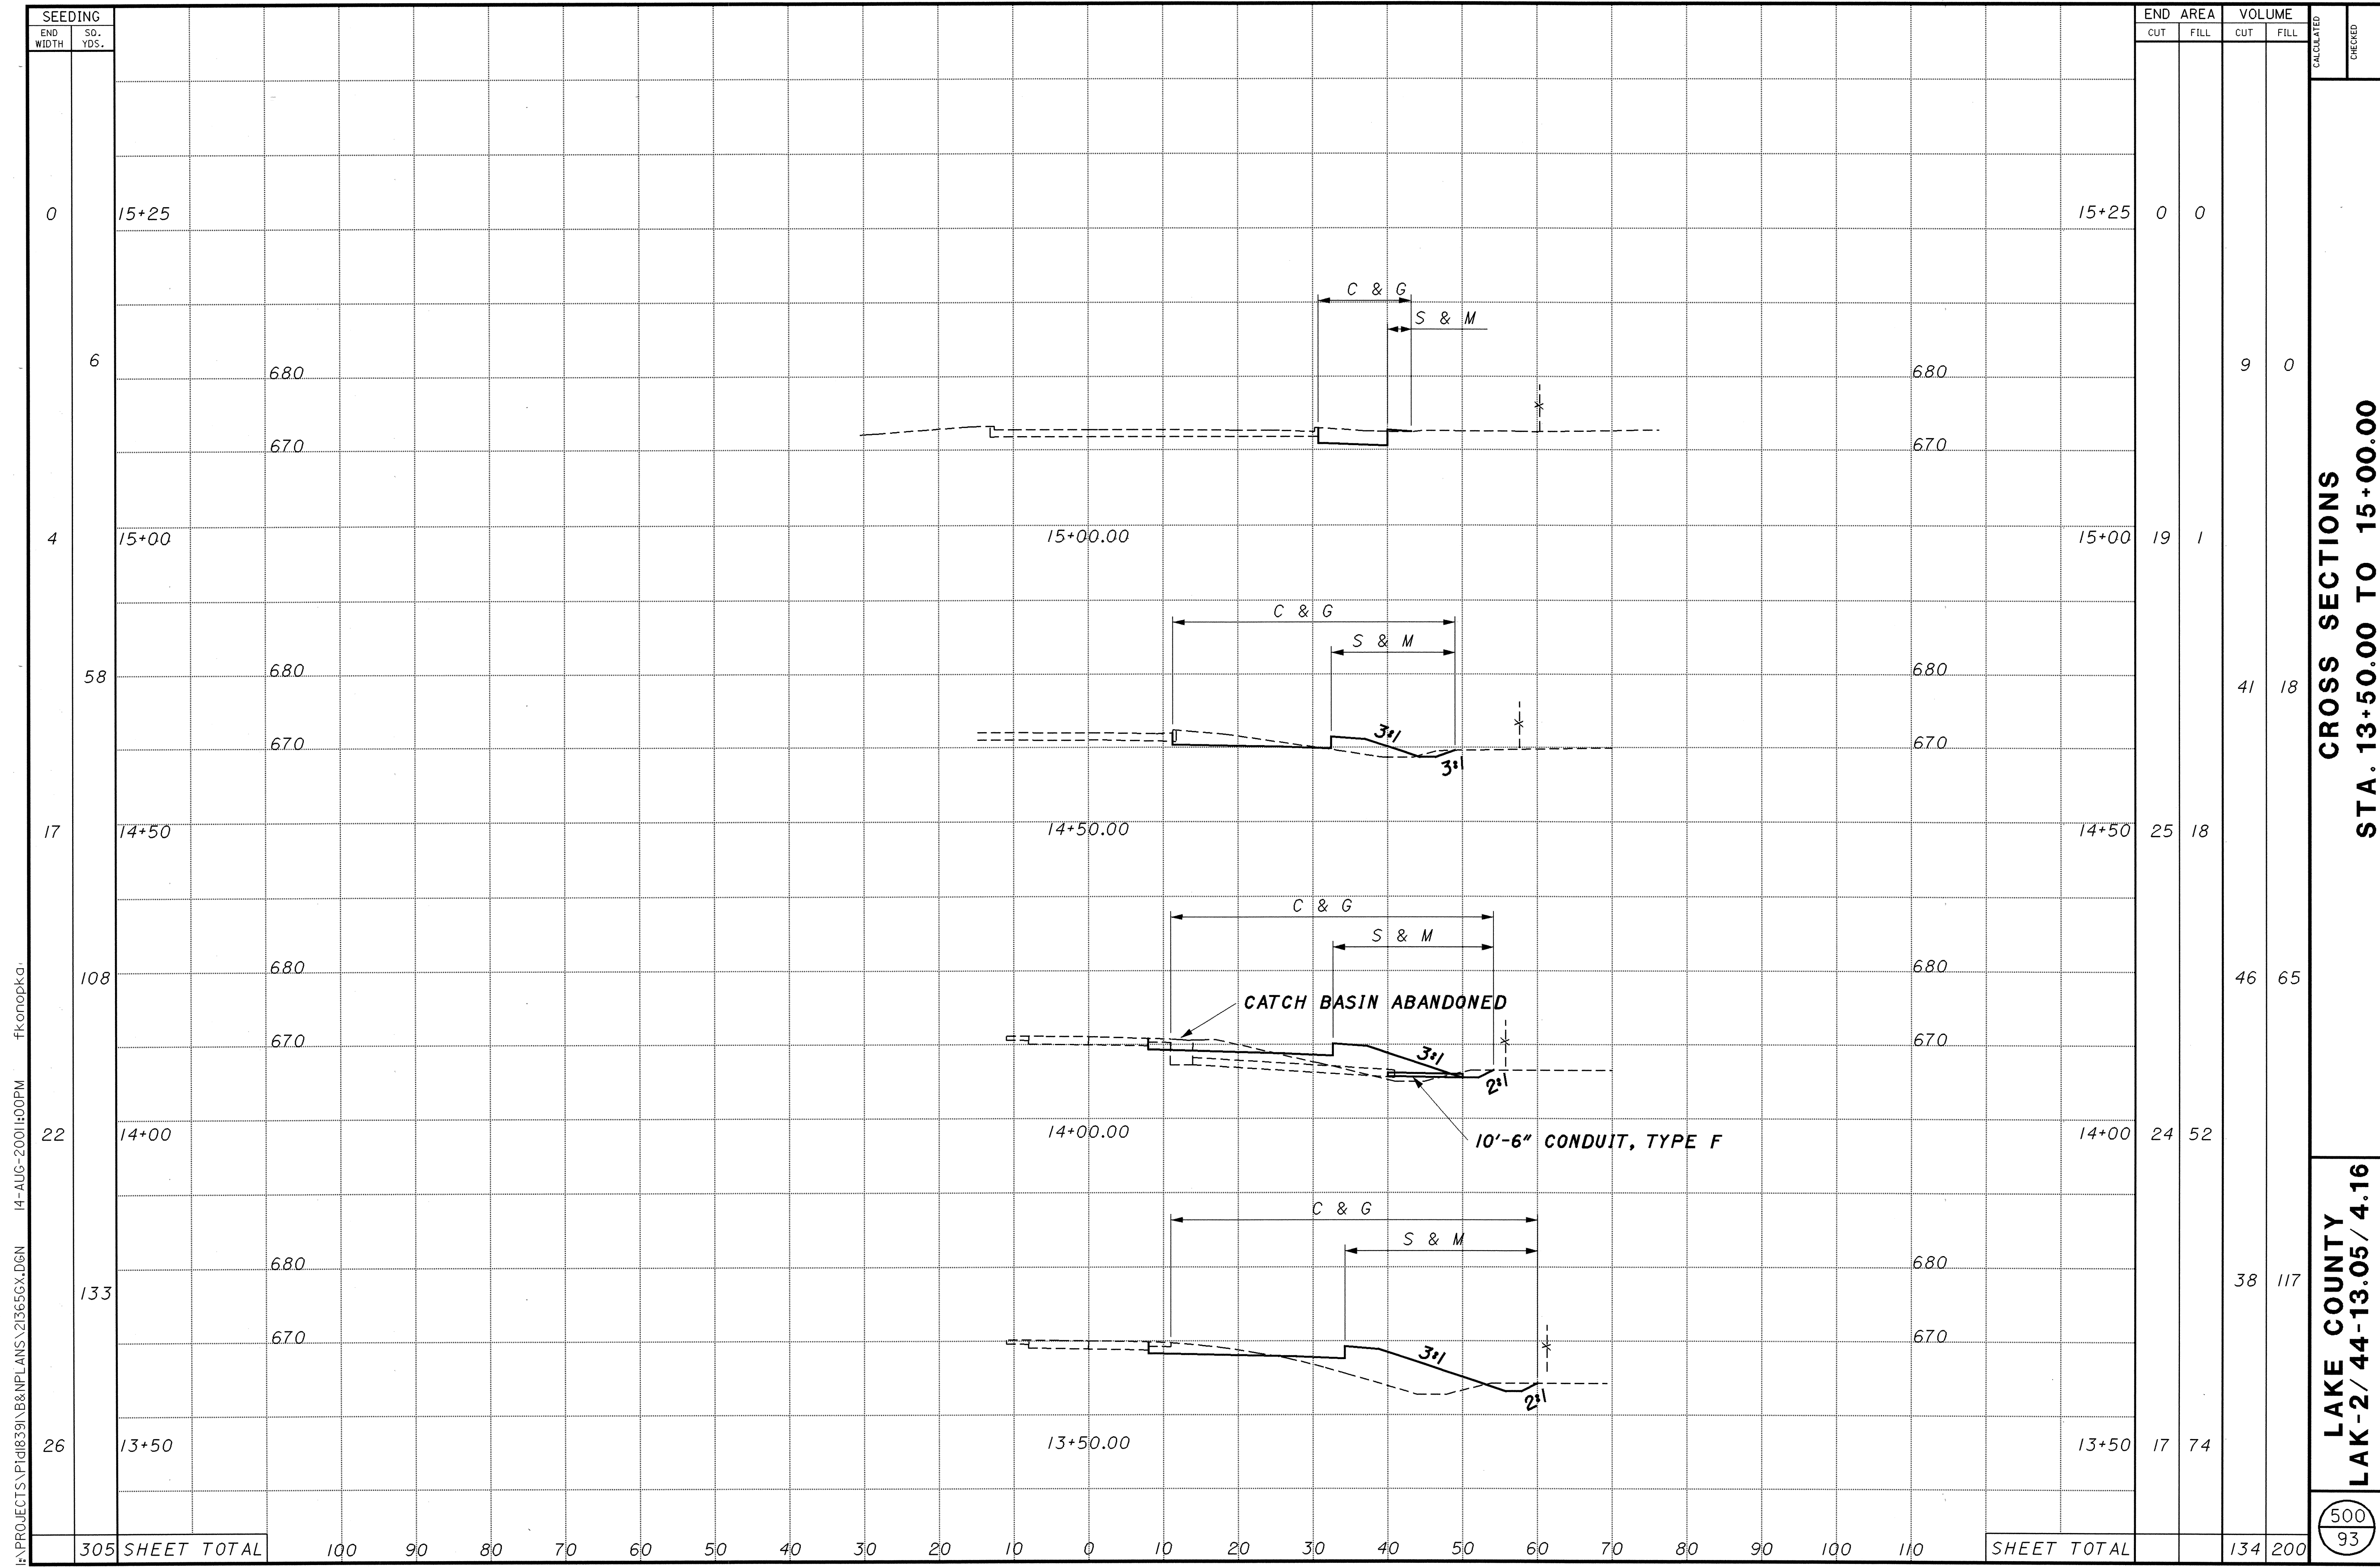 SEEDING
END WIDTH
SQ. YDS.
END AREA
VOLUME
CUT
FILL
CUT
FILL
CALCULATED
CHECKED
0
15+25
15+25
0
0
C & G
S & M
6
680
680
9
0
670
670
4
15+00
15+00.00
15+00
19
1
C & G
S & M
58
680
680
41
18
670
3:1
670
3:1
17
14+50
14+50.00
14+50
25
18
C & G
S & M
108
680
680
46
65
CATCH BASIN ABANDONED
670
3:1
670
2:1
22
14+00
14+00.00
10'-6" CONDUIT, TYPE F
14+00
24
52
C & G
S & M
133
680
680
38
117
670
3:1
670
2:1
26
13+50
13+50.00
13+50
17
74
305 SHEET TOTAL
100 90 80 70 60 50 40 30 20 10 0 10 20 30 40 50 60 70 80 90 100 110
SHEET TOTAL
134 200
CROSS SECTIONS
STA. 13+50.00 TO 15+00.00
LAKE COUNTY
LAK-2/44-13.05/4.16
500
93
I:\PROJECTS\Pid18391\B&NPLANS\21365GX.DGN 14-AUG-2001 1:00PM fkonopka